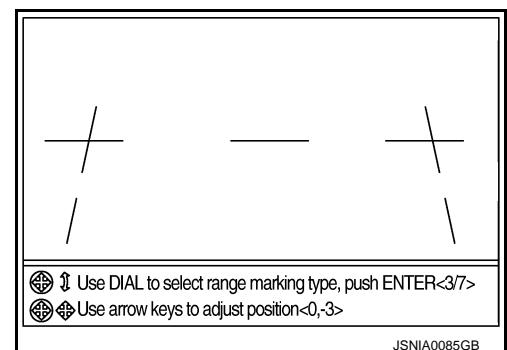 Use DIAL to select range marking type, push ENTER<3/7>
Use arrow keys to adjust position<0,-3>
JSNIA0085GB